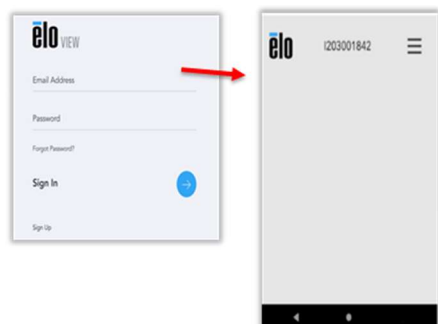 ēlo VIEW
Email Address
Password
Forgot Password?
Sign In
Sign Up
ēlo I203001842